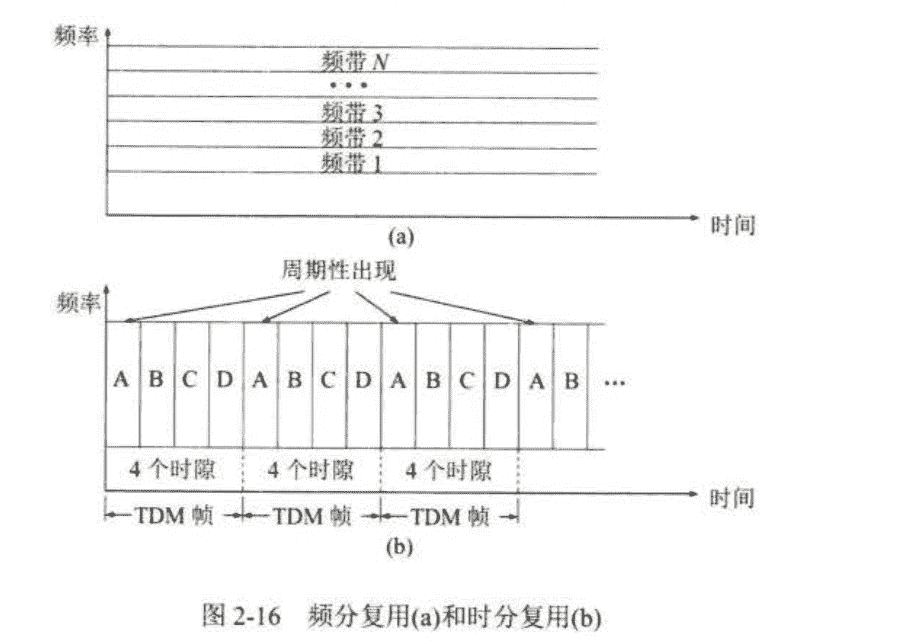 频率
频带 N
•••
频带 3
频带 2
频带 1
时间
(a)
周期性出现
频率
A B C D A B C D A B C D A B ···
4 个时隙 4 个时隙 4 个时隙
时间
TDM 帧 TDM 帧 TDM 帧
(b)
图 2-16 频分复用(a)和时分复用(b)